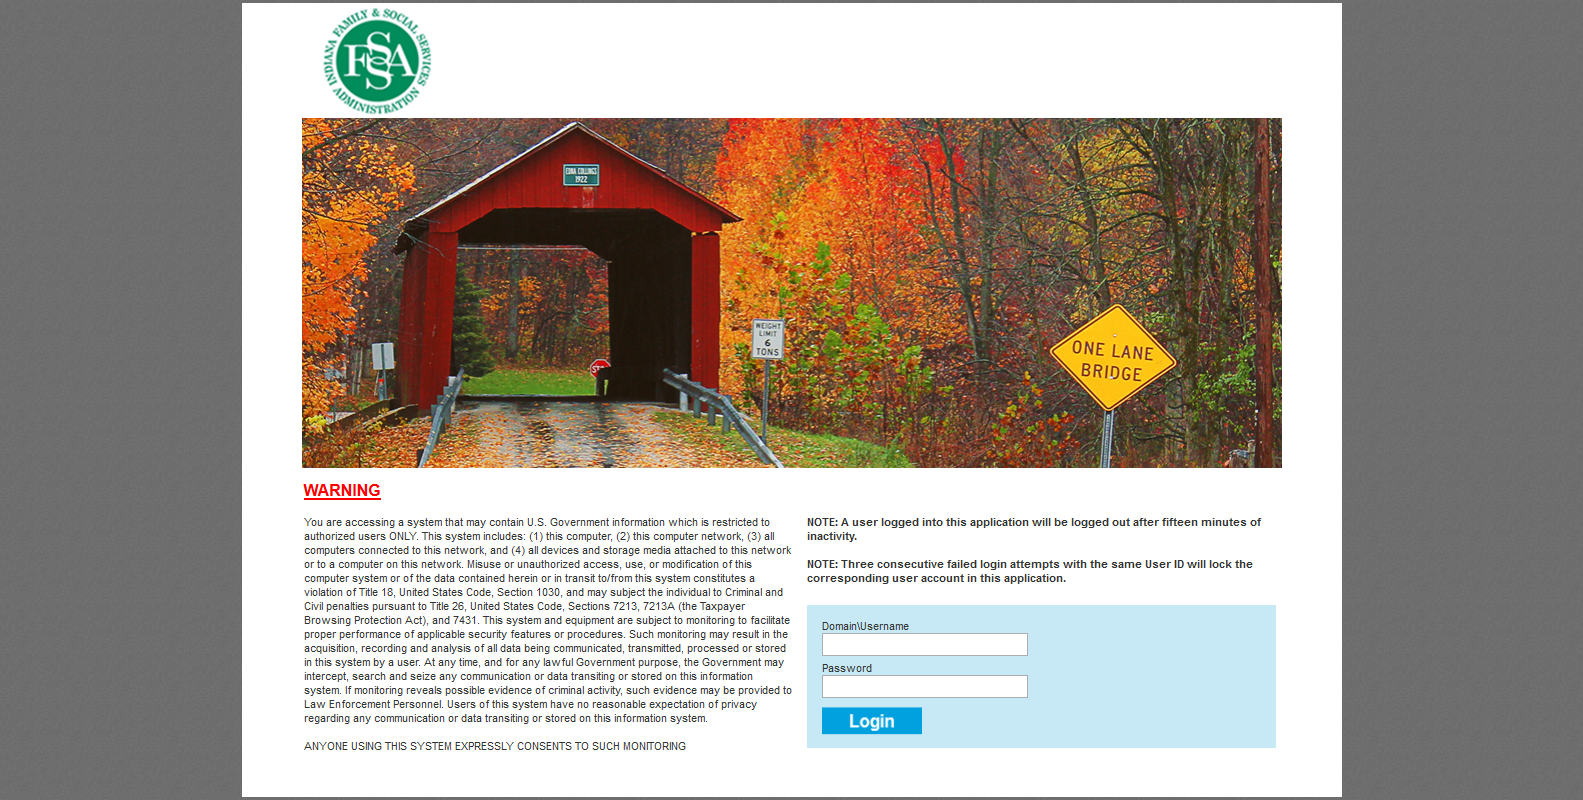 INDIANA FAMILY & SOCIAL SERVICES ADMINISTRATION
FSSA
EDNA COLLINGS
1922
WEIGHT
LIMIT
6
TONS
ONE LANE
BRIDGE
WARNING
You are accessing a system that may contain U.S. Government information which is restricted to
authorized users ONLY. This system includes: (1) this computer, (2) this computer network, (3) all
computers connected to this network, and (4) all devices and storage media attached to this network
or to a computer on this network. Misuse or unauthorized access, use, or modification of this
computer system or of the data contained herein or in transit to/from this system constitutes a
violation of Title 18, United States Code, Section 1030, and may subject the individual to Criminal and
Civil penalties pursuant to Title 26, United States Code, Sections 7213, 7213A (the Taxpayer
Browsing Protection Act), and 7431. This system and equipment are subject to monitoring to facilitate
proper performance of applicable security features or procedures. Such monitoring may result in the
acquisition, recording and analysis of all data being communicated, transmitted, processed or stored
in this system by a user. At any time, and for any lawful Government purpose, the Government may
intercept, search and seize any communication or data transiting or stored on this information
system. If monitoring reveals possible evidence of criminal activity, such evidence may be provided to
Law Enforcement Personnel. Users of this system have no reasonable expectation of privacy
regarding any communication or data transiting or stored on this information system.
ANYONE USING THIS SYSTEM EXPRESSLY CONSENTS TO SUCH MONITORING
NOTE: A user logged into this application will be logged out after fifteen minutes of
inactivity.
NOTE: Three consecutive failed login attempts with the same User ID will lock the
corresponding user account in this application.
Domain\Username
Password
Login